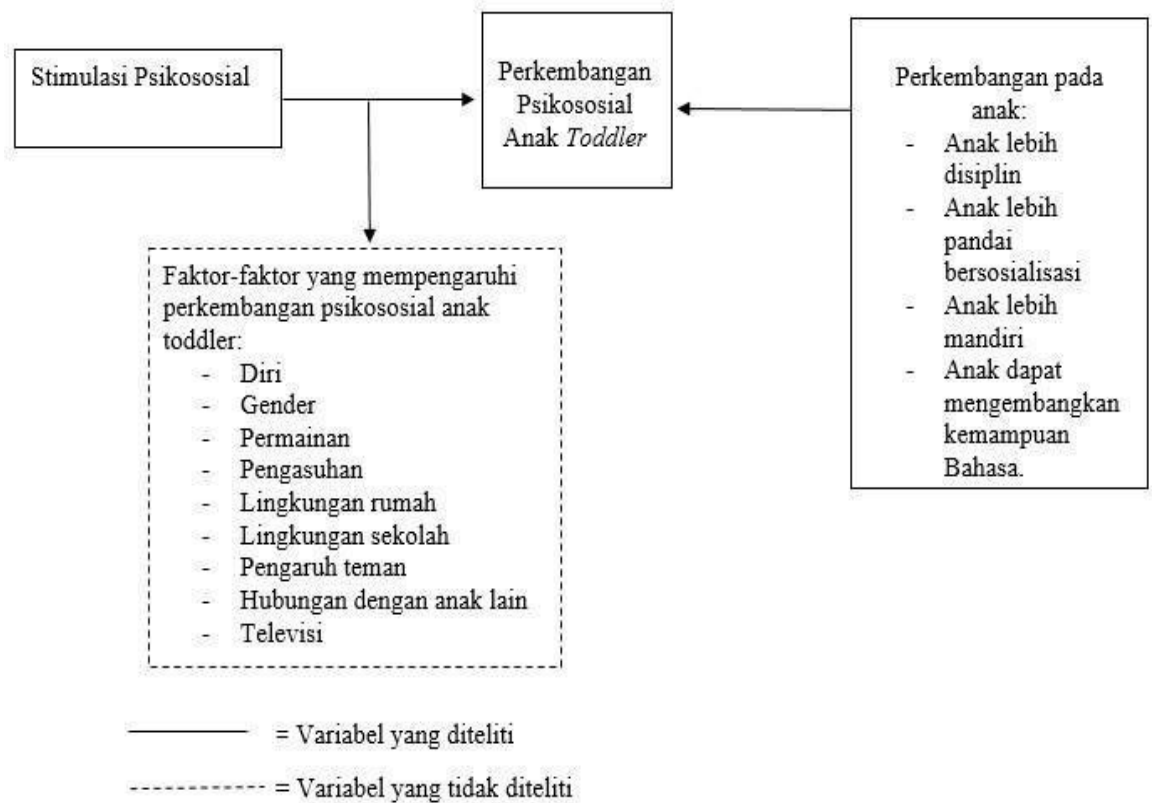 Stimulasi Psikososial
Perkembangan
Psikososial
Anak Toddler
Perkembangan pada
anak:
- Anak lebih
disiplin
- Anak lebih
pandai
bersosialisasi
- Anak lebih
mandiri
- Anak dapat
mengembangkan
kemampuan
Bahasa.
Faktor-faktor yang mempengaruhi
perkembangan psikososial anak
toddler:
- Diri
- Gender
- Permainan
- Pengasuhan
- Lingkungan rumah
- Lingkungan sekolah
- Pengaruh teman
- Hubungan dengan anak lain
- Televisi
= Variabel yang diteliti
= Variabel yang tidak diteliti